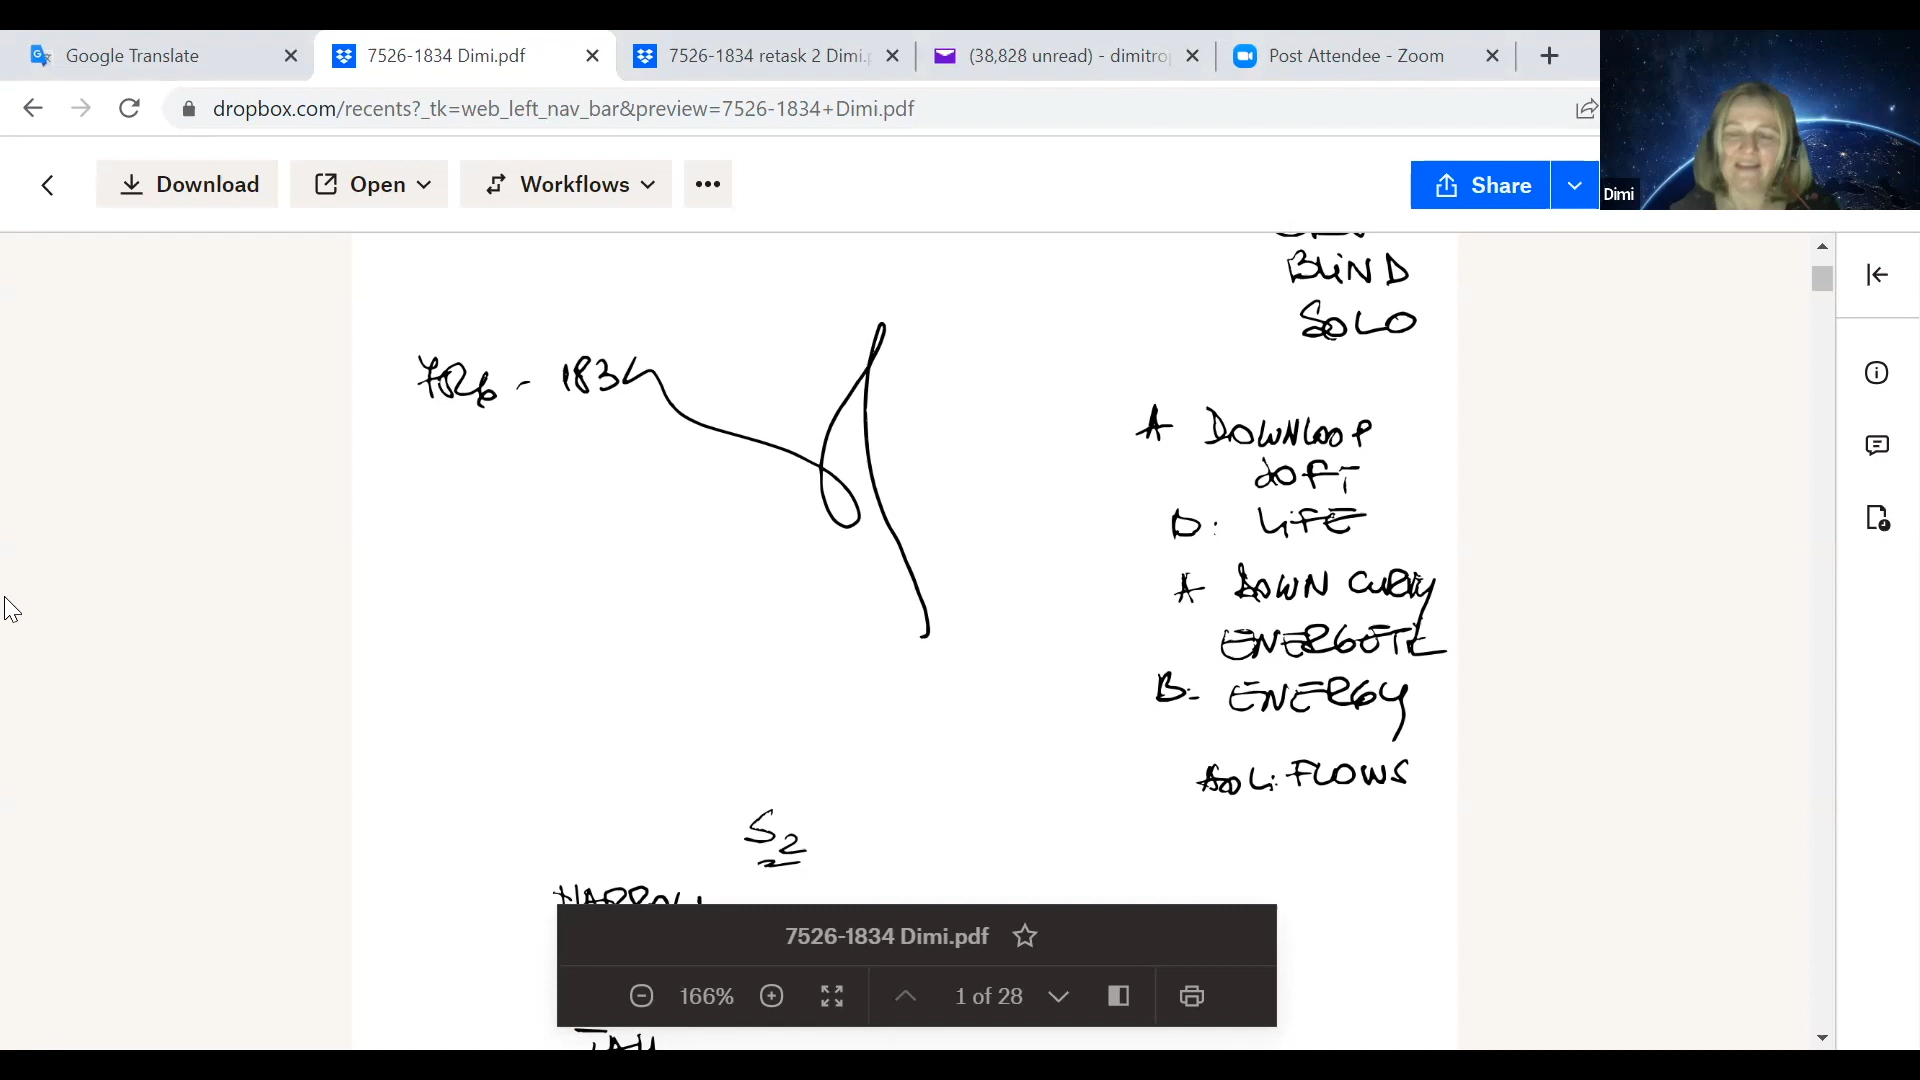 Google Translate
7526-1834 Dimi.pdf
7526-1834 retask 2 Dimi.p
(38,828 unread) - dimitro
Post Attendee - Zoom
dropbox.com/recents?_tk=web_left_nav_bar&preview=7526-1834+Dimi.pdf
Download
Open
Workflows
Share
Dimi
BLIND
SOLO
7526 - 1834
A DOWNLOOP
SOFT
B: LIFE
A DOWN CURVY
ENERGETIC
B- ENERGY
SOL: FLOWS
S2
7526-1834 Dimi.pdf
166%
1 of 28